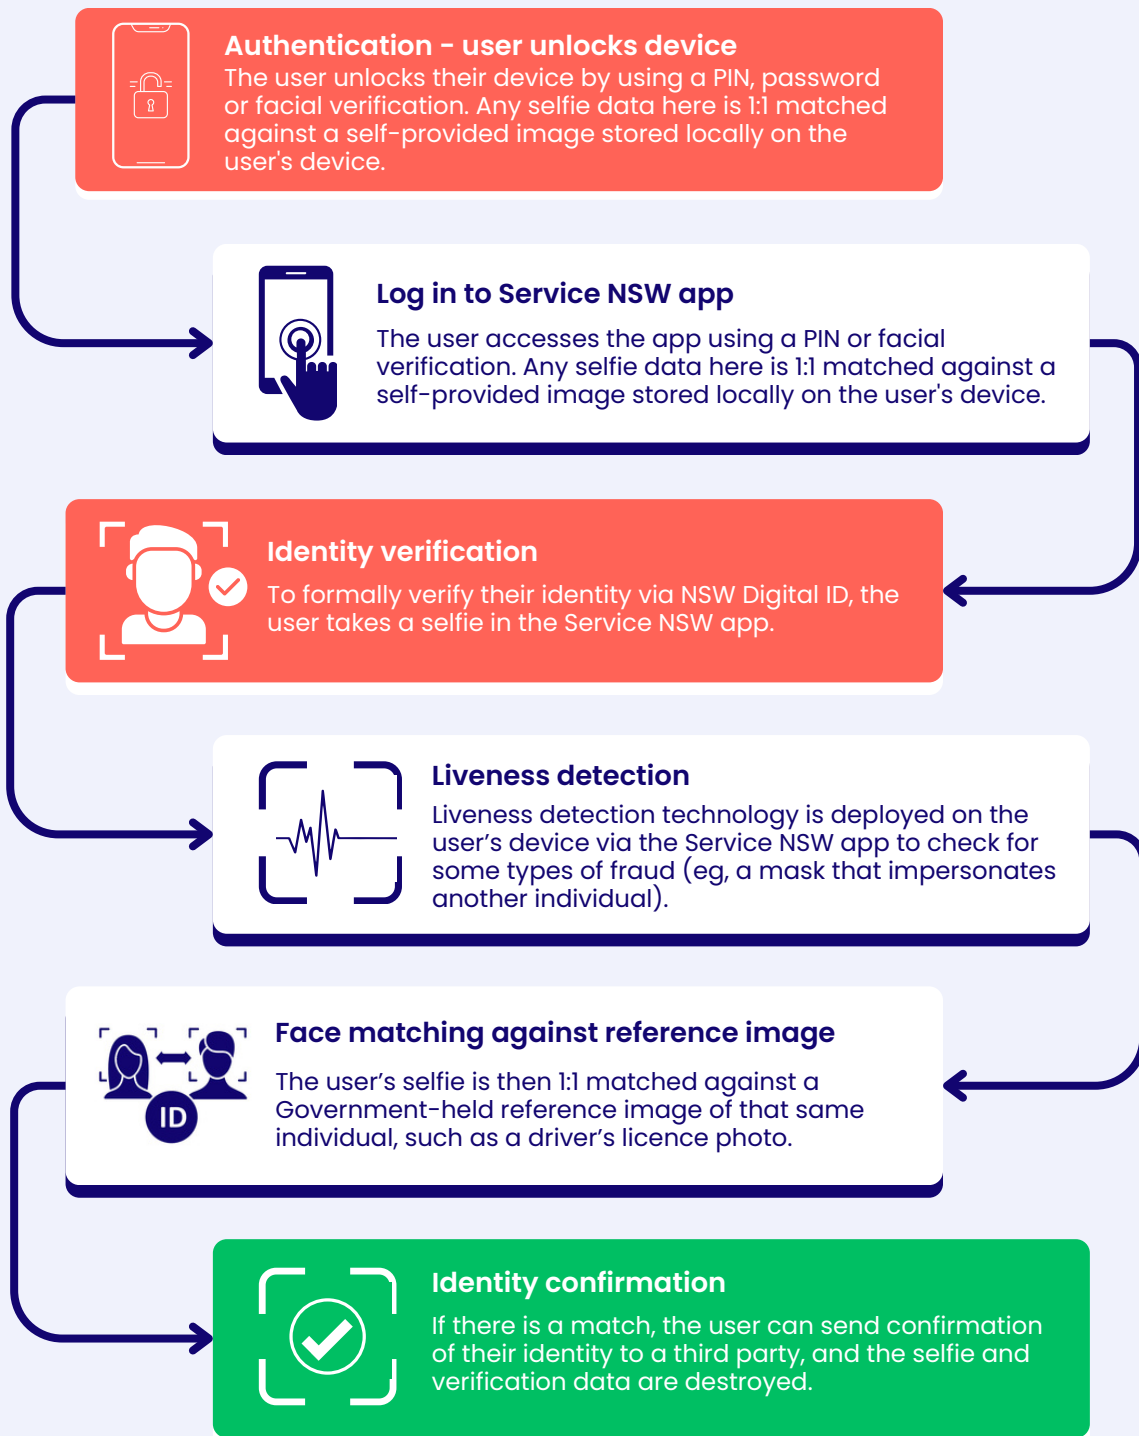 Authentication - user unlocks device
The user unlocks their device by using a PIN, password
or facial verification. Any selfie data here is 1:1 matched
against a self-provided image stored locally on the
user's device.
Log in to Service NSW app
The user accesses the app using a PIN or facial
verification. Any selfie data here is 1:1 matched against a
self-provided image stored locally on the user's device.
Identity verification
To formally verify their identity via NSW Digital ID, the
user takes a selfie in the Service NSW app.
Liveness detection
Liveness detection technology is deployed on the
user’s device via the Service NSW app to check for
some types of fraud (eg, a mask that impersonates
another individual).
Face matching against reference image
The user’s selfie is then 1:1 matched against a
Government-held reference image of that same
individual, such as a driver’s licence photo.
ID
Identity confirmation
If there is a match, the user can send confirmation
of their identity to a third party, and the selfie and
verification data are destroyed.